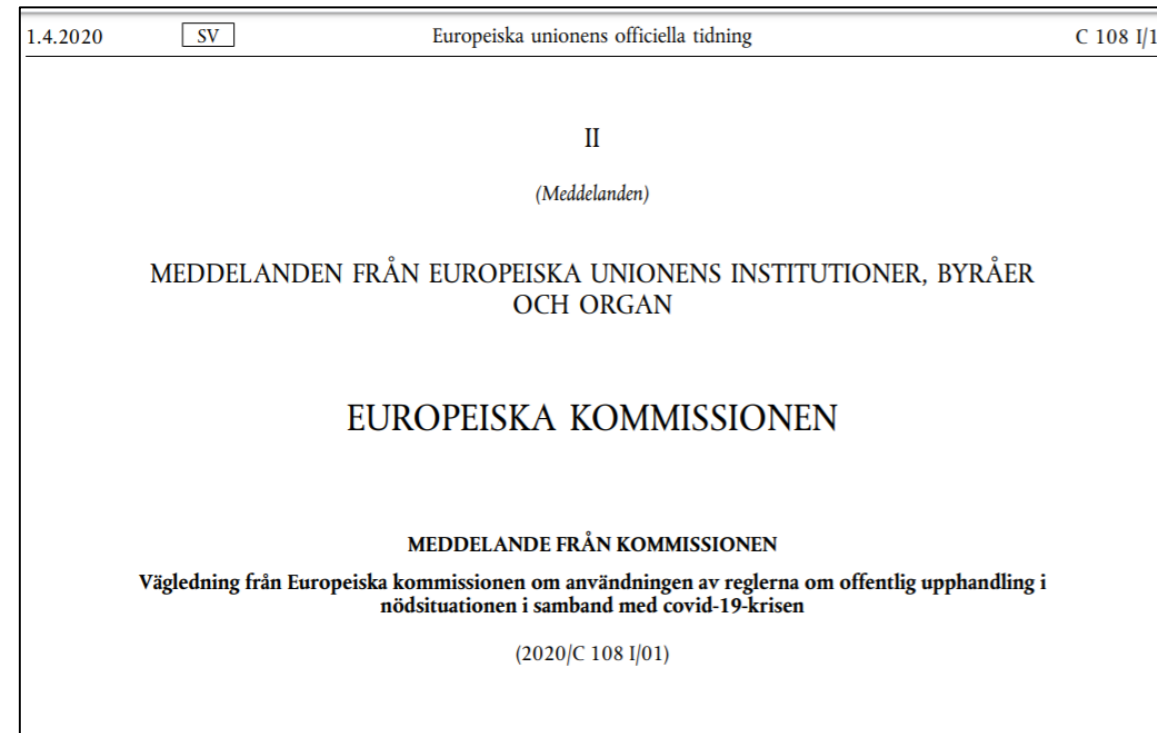 1.4.2020 SV Europeiska unionens officiella tidning C 108 I/1
II
(Meddelanden)
MEDDELANDEN FRÅN EUROPEISKA UNIONENS INSTITUTIONER, BYRÅER
OCH ORGAN
EUROPEISKA KOMMISSIONEN
MEDDELANDE FRÅN KOMMISSIONEN
Vägledning från Europeiska kommissionen om användningen av reglerna om offentlig upphandling i
nödsituationen i samband med covid-19-krisen
(2020/C 108 I/01)